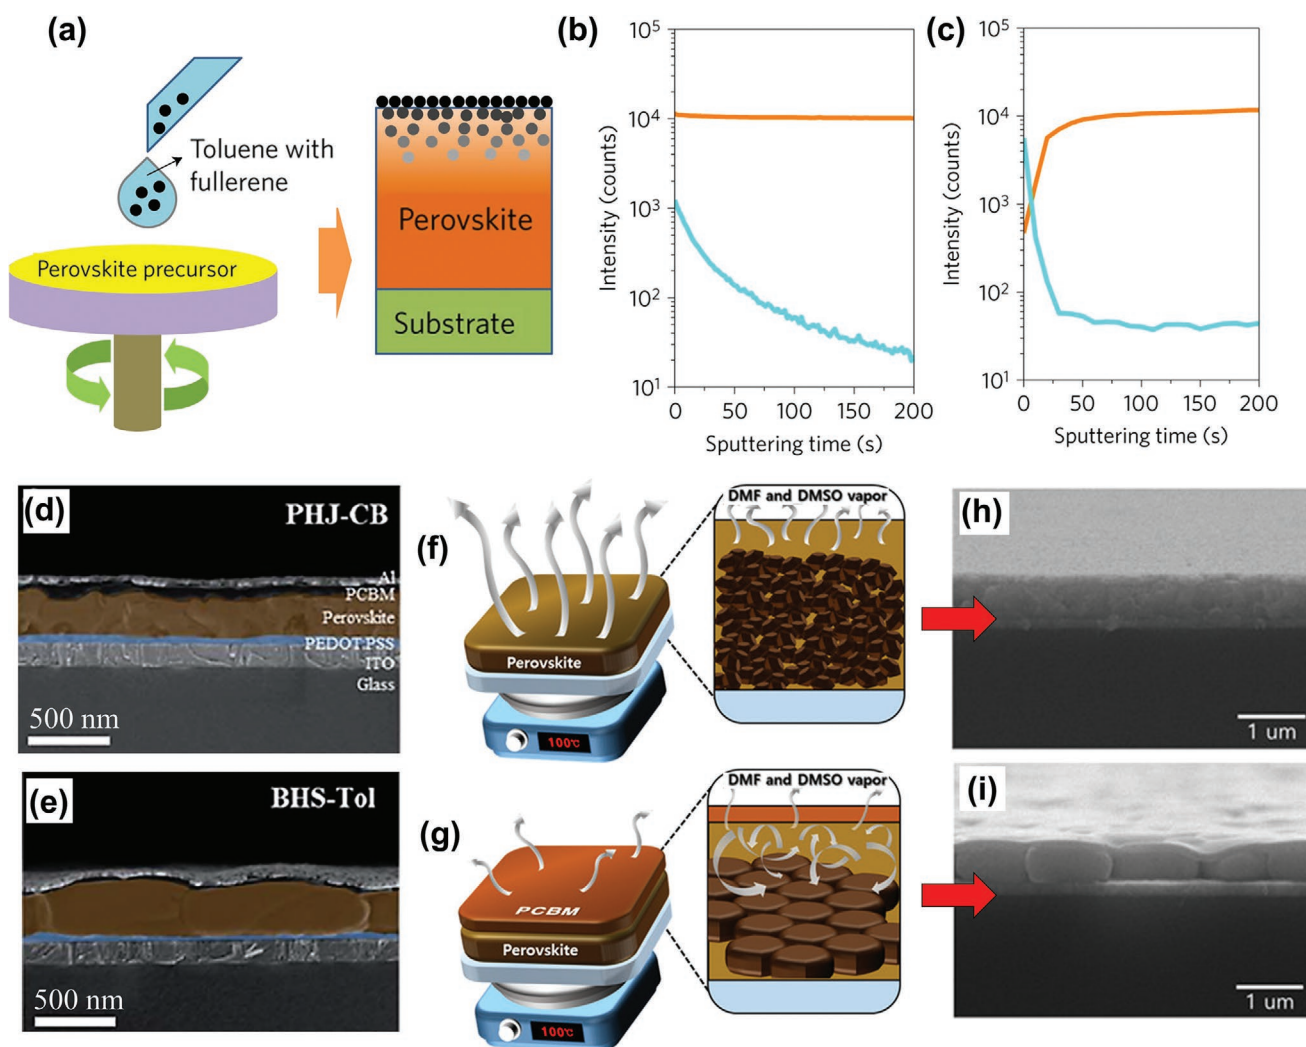 (a)
Toluene with
fullerene
Perovskite precursor
Perovskite
Substrate
(b)
Intensity (counts)
10⁵
10⁴
10³
10²
10¹
0
50
100
150
200
Sputtering time (s)
(c)
Intensity (counts)
10⁵
10⁴
10³
10²
10¹
0
50
100
150
200
Sputtering time (s)
(d)
PHJ-CB
Al
PCBM
Perovskite
PEDOT:PSS
ITO
Glass
500 nm
(e)
BHS-Tol
500 nm
(f)
Perovskite
100℃
DMF and DMSO vapor
(g)
PCBM
Perovskite
100℃
DMF and DMSO vapor
(h)
1 um
(i)
1 um